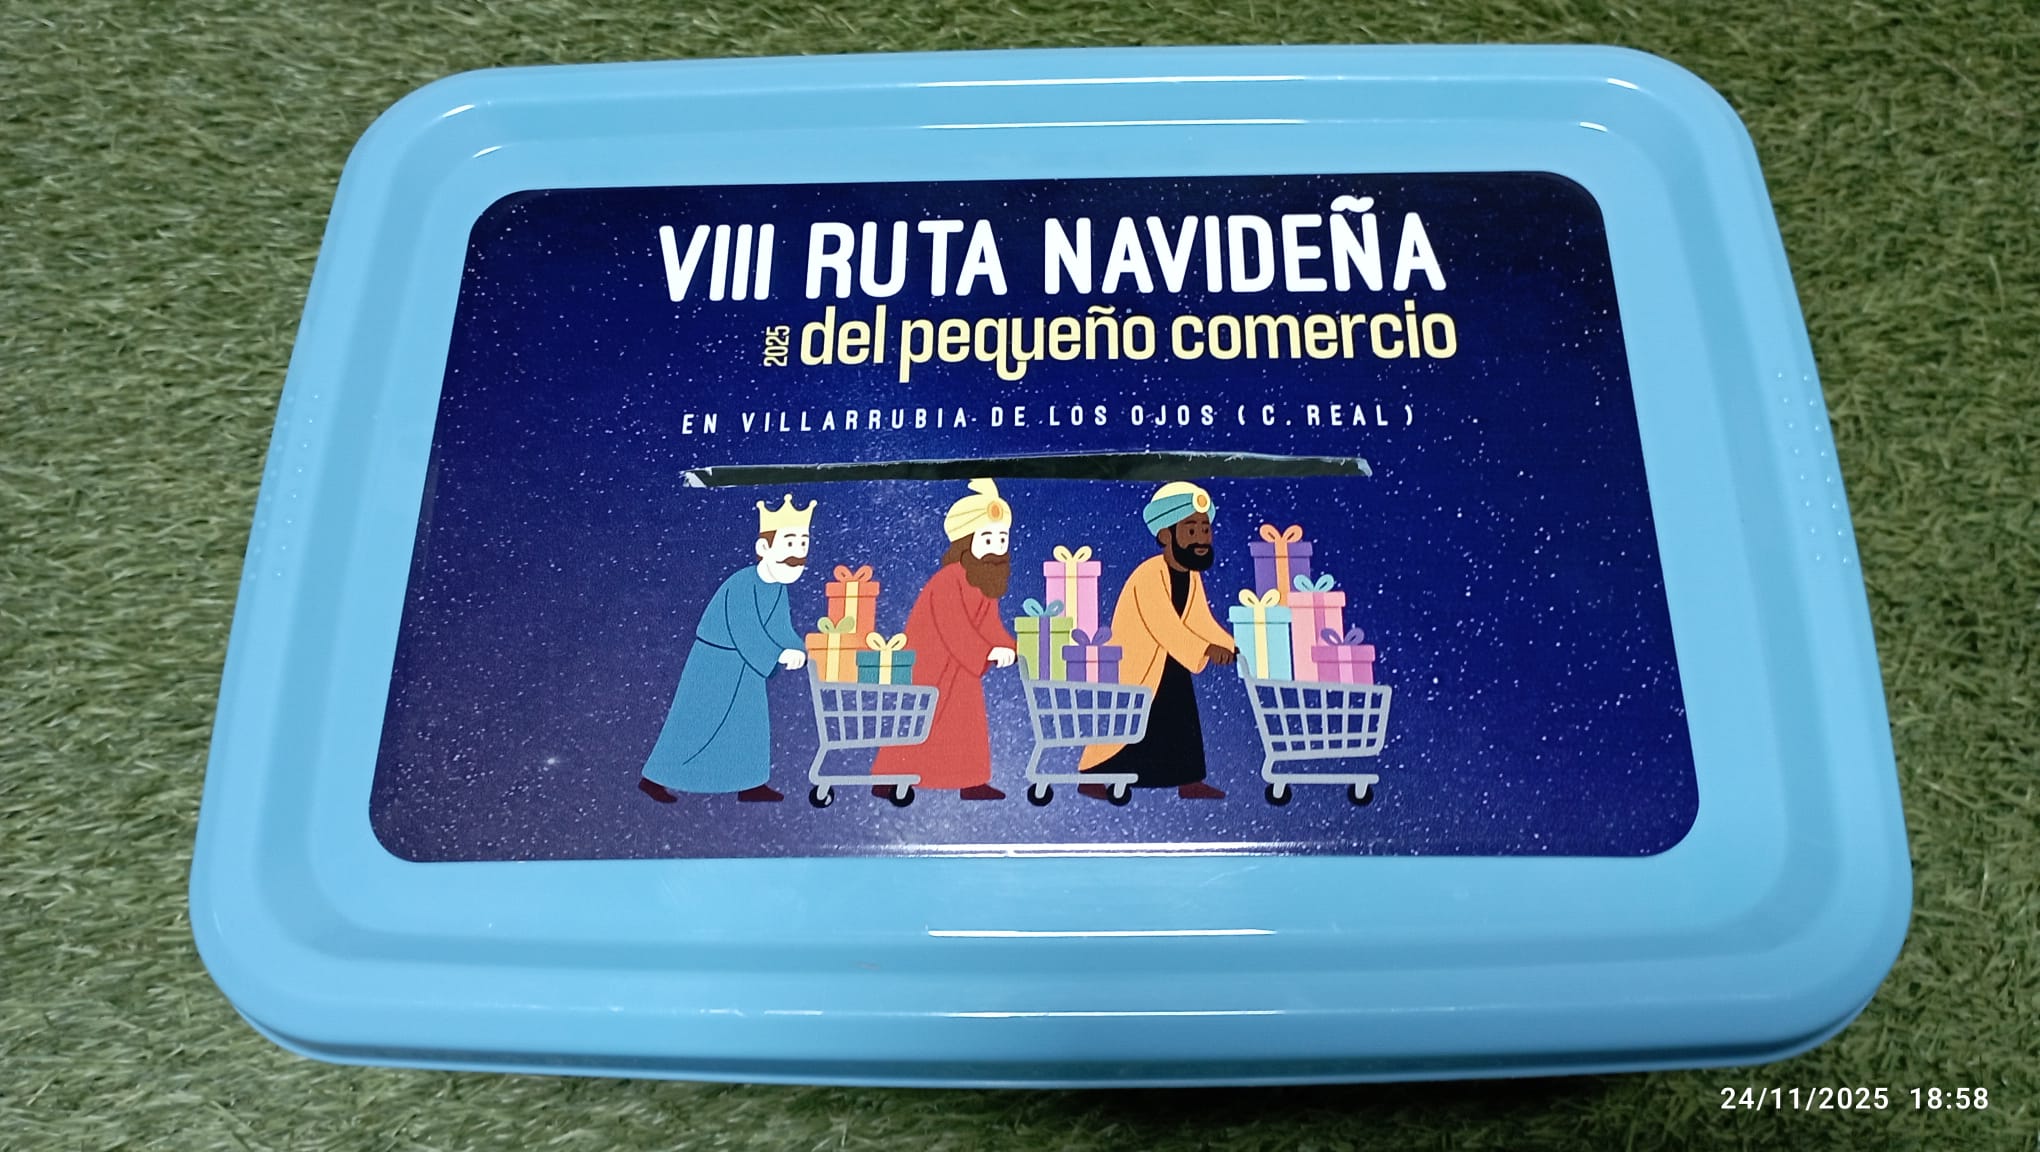 VIII RUTA NAVIDEÑA
2025 del pequeño comercio
EN VILLARRUBIA DE LOS OJOS (C.REAL)
24/11/2025 18:58